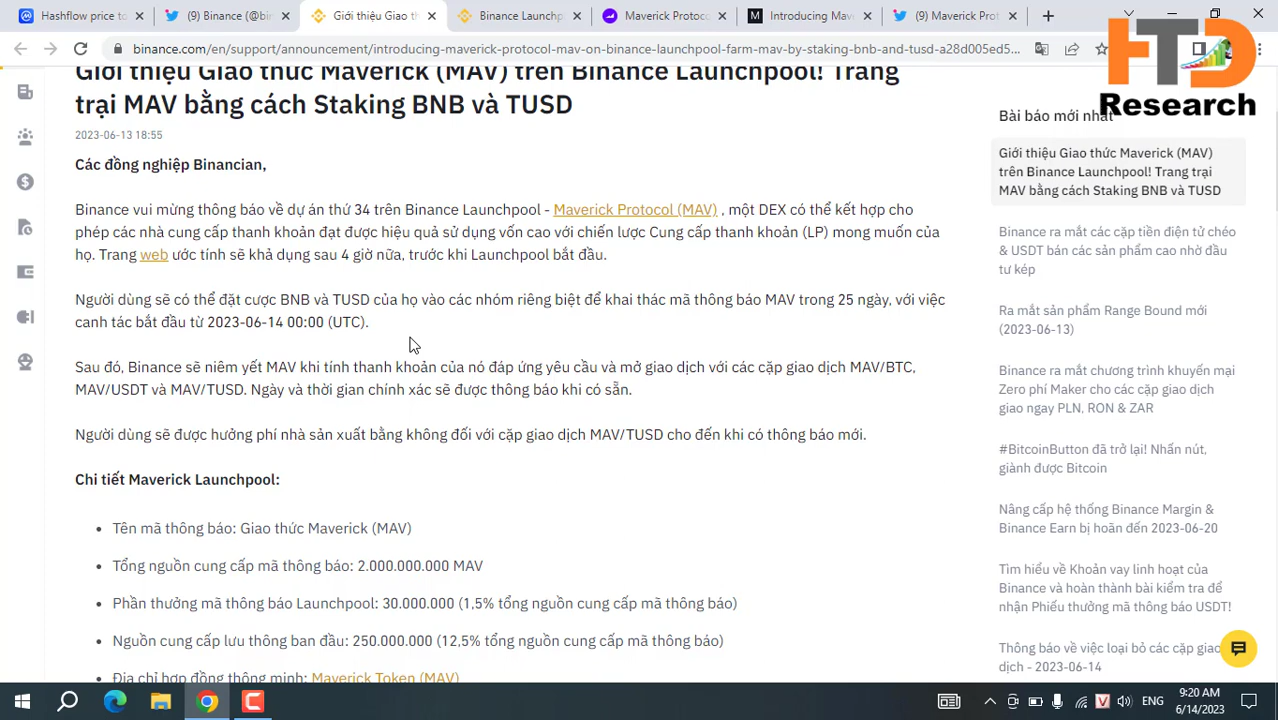 Hashflow price to
(9) Binance (@bin
Giới thiệu Giao th
Binance Launchp
Maverick Protoco
Introducing Mave
(9) Maverick Prot
binance.com/en/support/announcement/introducing-maverick-protocol-mav-on-binance-launchpool-farm-mav-by-staking-bnb-and-tusd-a28d005ed5...
HTD
Research
Giới thiệu Giao thức Maverick (MAV) trên Binance Launchpool! Trang
trại MAV bằng cách Staking BNB và TUSD
2023-06-13 18:55
Các đồng nghiệp Binancian,
Binance vui mừng thông báo về dự án thứ 34 trên Binance Launchpool - Maverick Protocol (MAV) , một DEX có thể kết hợp cho
phép các nhà cung cấp thanh khoản đạt được hiệu quả sử dụng vốn cao với chiến lược Cung cấp thanh khoản (LP) mong muốn của
họ. Trang web ước tính sẽ khả dụng sau 4 giờ nữa, trước khi Launchpool bắt đầu.
Người dùng sẽ có thể đặt cược BNB và TUSD của họ vào các nhóm riêng biệt để khai thác mã thông báo MAV trong 25 ngày, với việc
canh tác bắt đầu từ 2023-06-14 00:00 (UTC).
Sau đó, Binance sẽ niêm yết MAV khi tính thanh khoản của nó đáp ứng yêu cầu và mở giao dịch với các cặp giao dịch MAV/BTC,
MAV/USDT và MAV/TUSD. Ngày và thời gian chính xác sẽ được thông báo khi có sẵn.
Người dùng sẽ được hưởng phí nhà sản xuất bằng không đối với cặp giao dịch MAV/TUSD cho đến khi có thông báo mới.
Chi tiết Maverick Launchpool:
Tên mã thông báo: Giao thức Maverick (MAV)
Tổng nguồn cung cấp mã thông báo: 2.000.000.000 MAV
Phần thưởng mã thông báo Launchpool: 30.000.000 (1,5% tổng nguồn cung cấp mã thông báo)
Nguồn cung cấp lưu thông ban đầu: 250.000.000 (12,5% tổng nguồn cung cấp mã thông báo)
Địa chỉ hợp đồng thông minh: Maverick Token (MAV)
Bài báo mới nhất
Giới thiệu Giao thức Maverick (MAV)
trên Binance Launchpool! Trang trại
MAV bằng cách Staking BNB và TUSD
Binance ra mắt các cặp tiền điện tử chéo
& USDT bán các sản phẩm cao nhờ đầu
tư kép
Ra mắt sản phẩm Range Bound mới
(2023-06-13)
Binance ra mắt chương trình khuyến mại
Zero phí Maker cho các cặp giao dịch
giao ngay PLN, RON & ZAR
#BitcoinButton đã trở lại! Nhấn nút,
giành được Bitcoin
Nâng cấp hệ thống Binance Margin &
Binance Earn bị hoãn đến 2023-06-20
Tìm hiểu về Khoản vay linh hoạt của
Binance và hoàn thành bài kiểm tra để
nhận Phiếu thưởng mã thông báo USDT!
Thông báo về việc loại bỏ các cặp giao
dịch - 2023-06-14
ENG
9:20 AM
6/14/2023